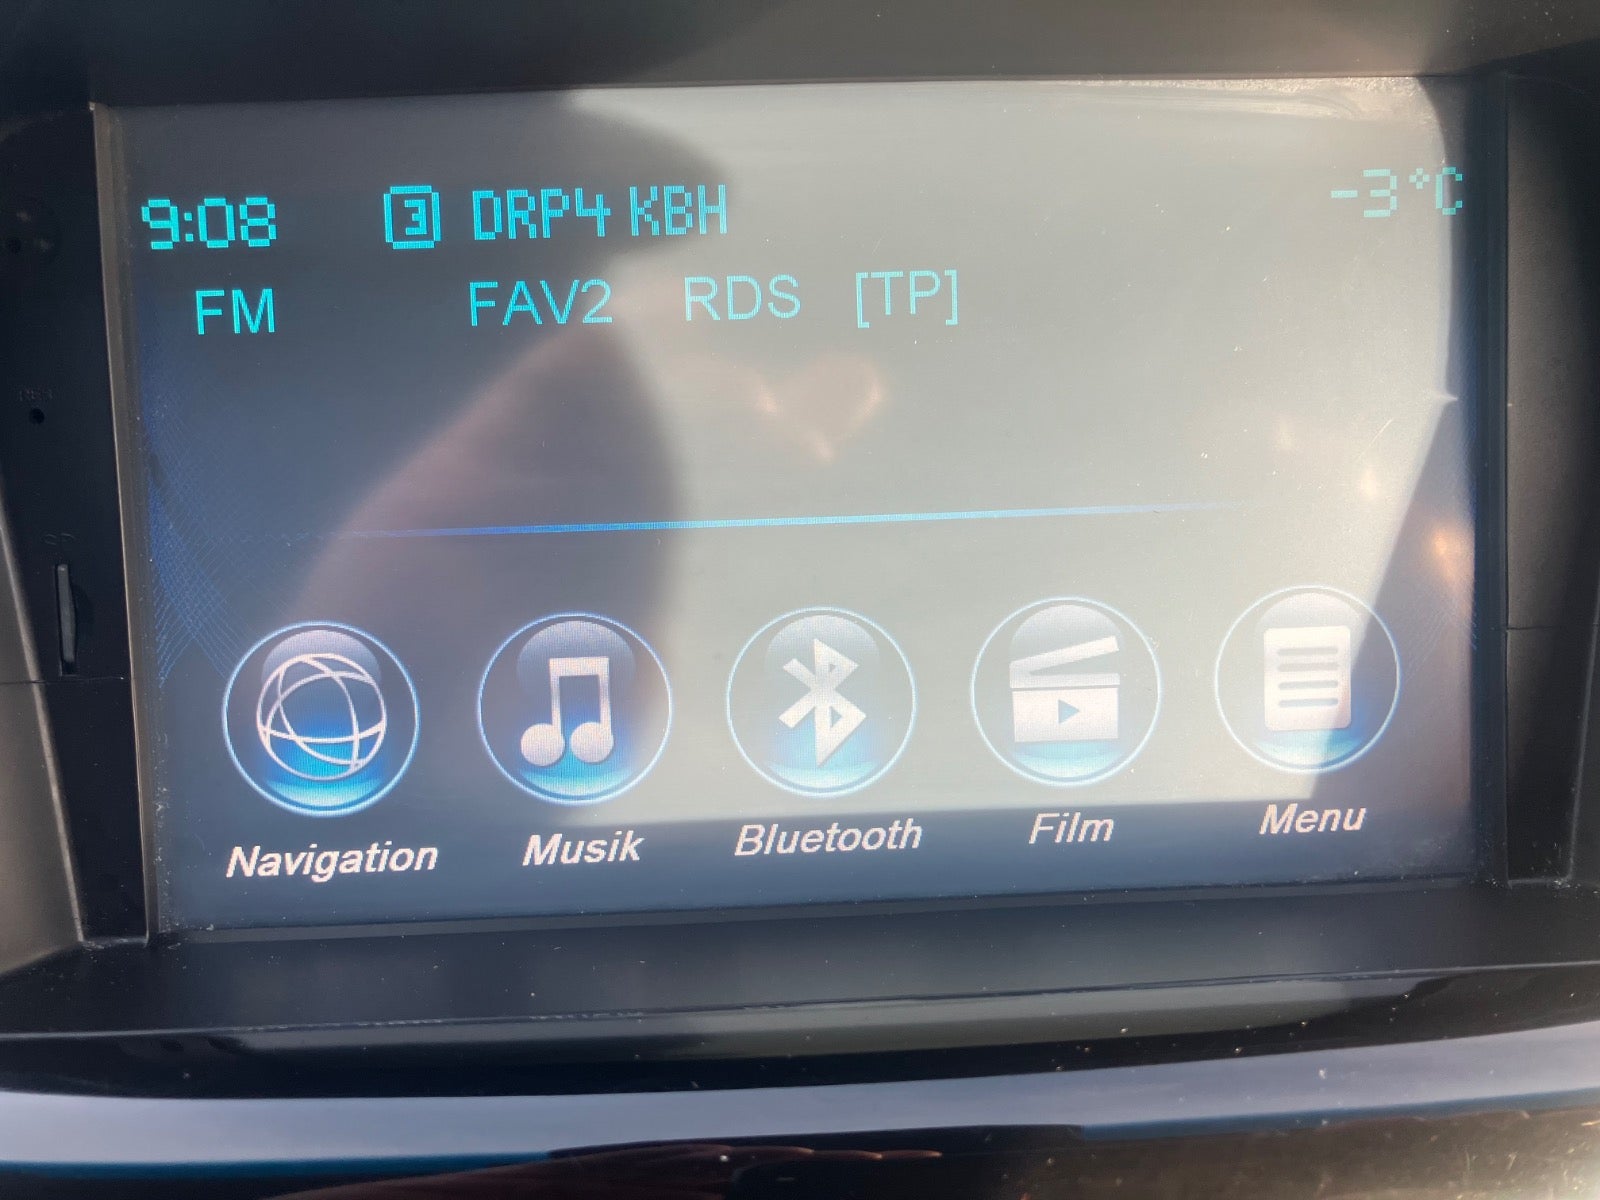 9:08 3 DRP4 KBH -3°C
FM FAV2 RDS [TP]
Navigation Musik Bluetooth Film Menu